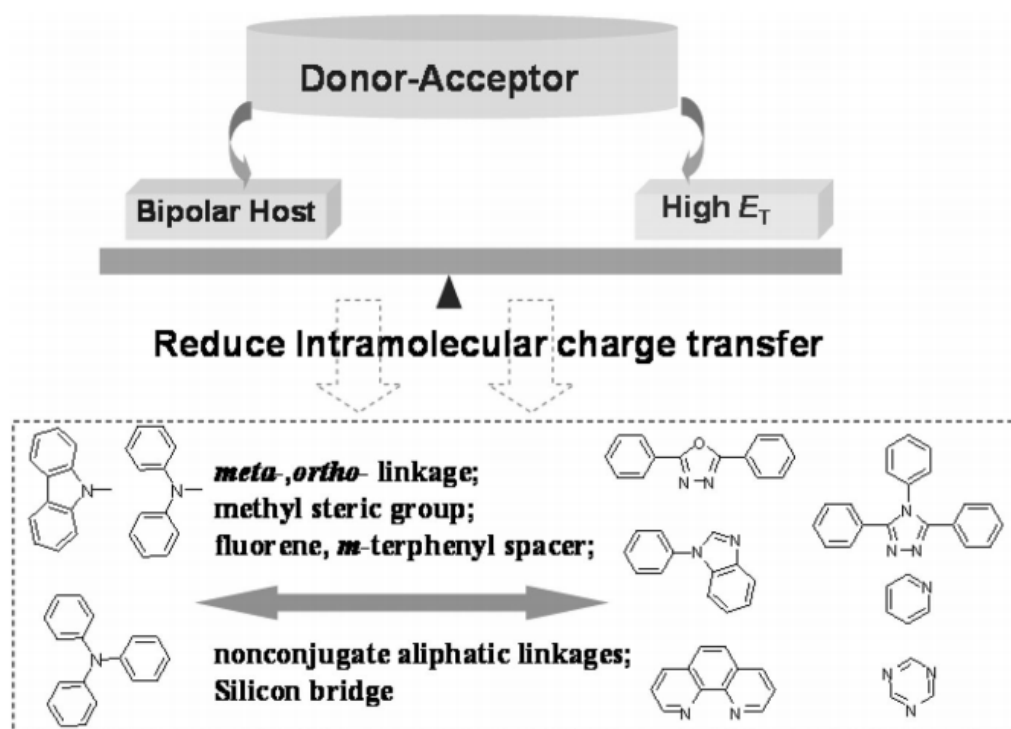 Donor-Acceptor
Bipolar Host
High E_T
Reduce Intramolecular charge transfer
meta-,ortho- linkage;
methyl steric group;
fluorene, m-terphenyl spacer;
nonconjugate aliphatic linkages;
Silicon bridge
N
N
N
O
N N
N
N
N
N N
N
N N
N N
N